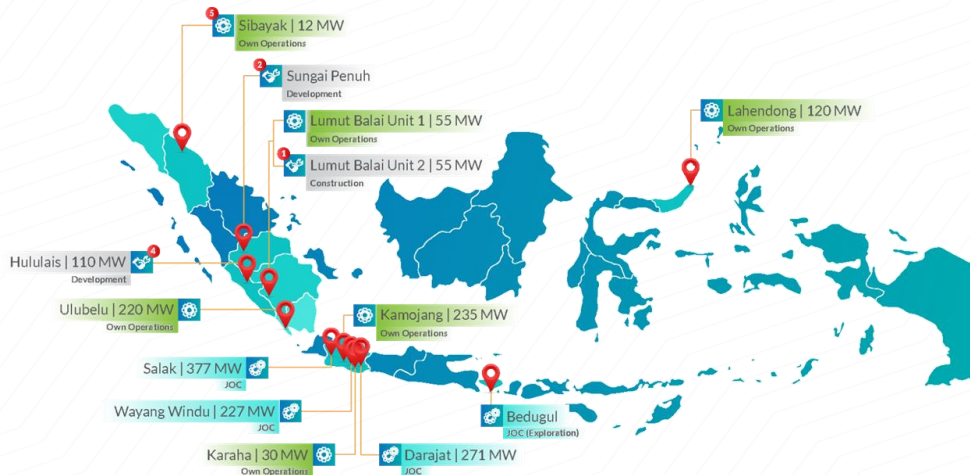 5
Sibayak | 12 MW
Own Operations
2
Sungai Penuh
Development
Lumut Balai Unit 1 | 55 MW
Own Operations
1
Lumut Balai Unit 2 | 55 MW
Construction
Lahendong | 120 MW
Own Operations
4
Hululais | 110 MW
Development
Ulubelu | 220 MW
Own Operations
Kamojang | 235 MW
Own Operations
Salak | 377 MW
JOC
Wayang Windu | 227 MW
JOC
Bedugul
JOC (Exploration)
Karaha | 30 MW
Own Operations
Darajat | 271 MW
JOC